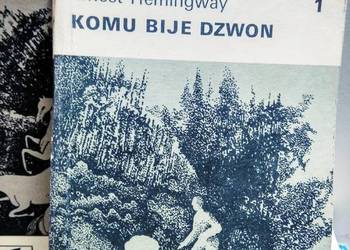 Hemingway
1
KOMU BIJE DZWON